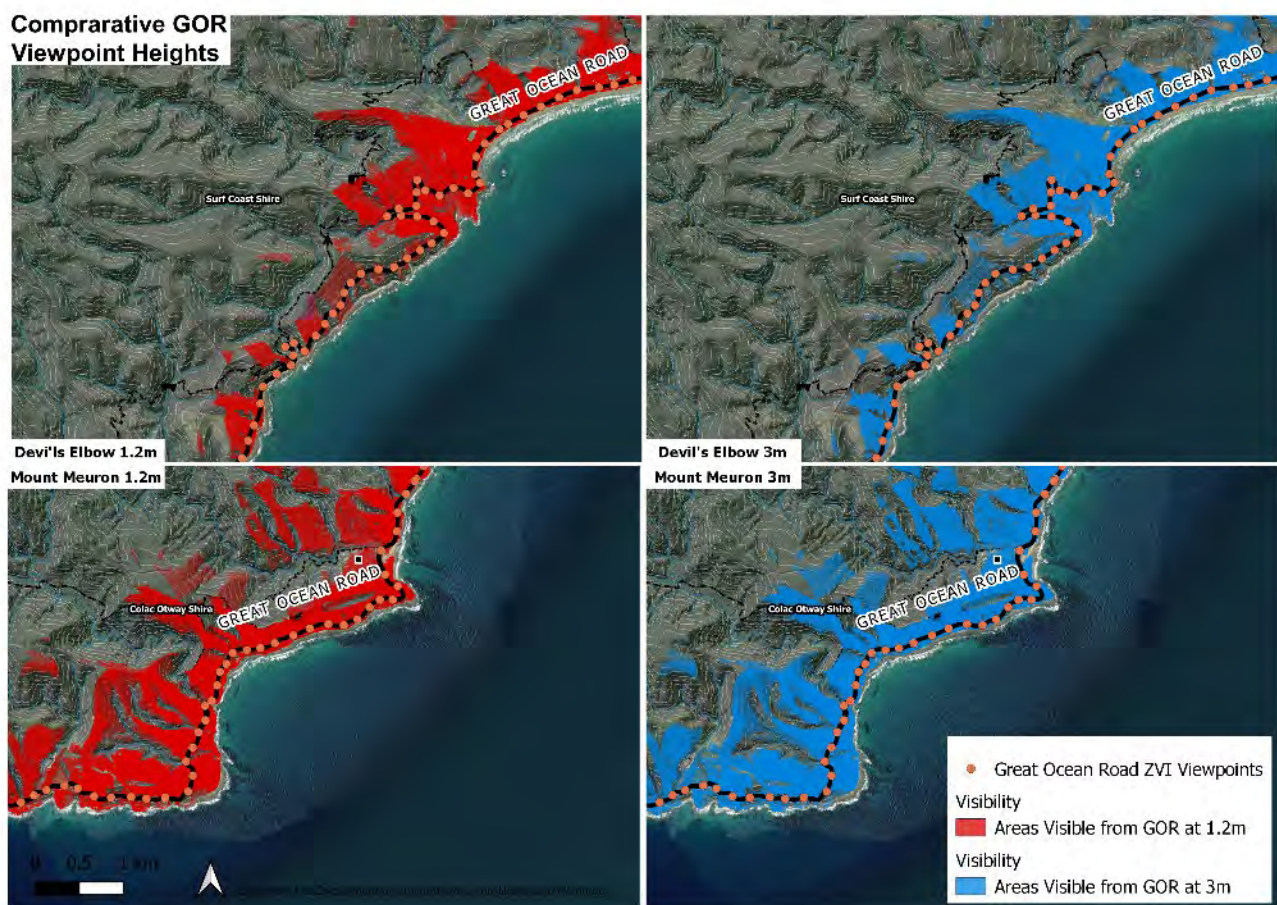 Comprarative GOR
Viewpoint Heights
GREAT OCEAN ROAD
Surf Coast Shire
Devi'ls Elbow 1.2m
GREAT OCEAN ROAD
Surf Coast Shire
Devil's Elbow 3m
Mount Meuron 1.2m
Colac Otway Shire
GREAT OCEAN ROAD
0 0.5 1 km
Mount Meuron 3m
Colac Otway Shire
GREAT OCEAN ROAD
Great Ocean Road ZVI Viewpoints
Visibility
Areas Visible from GOR at 1.2m
Visibility
Areas Visible from GOR at 3m